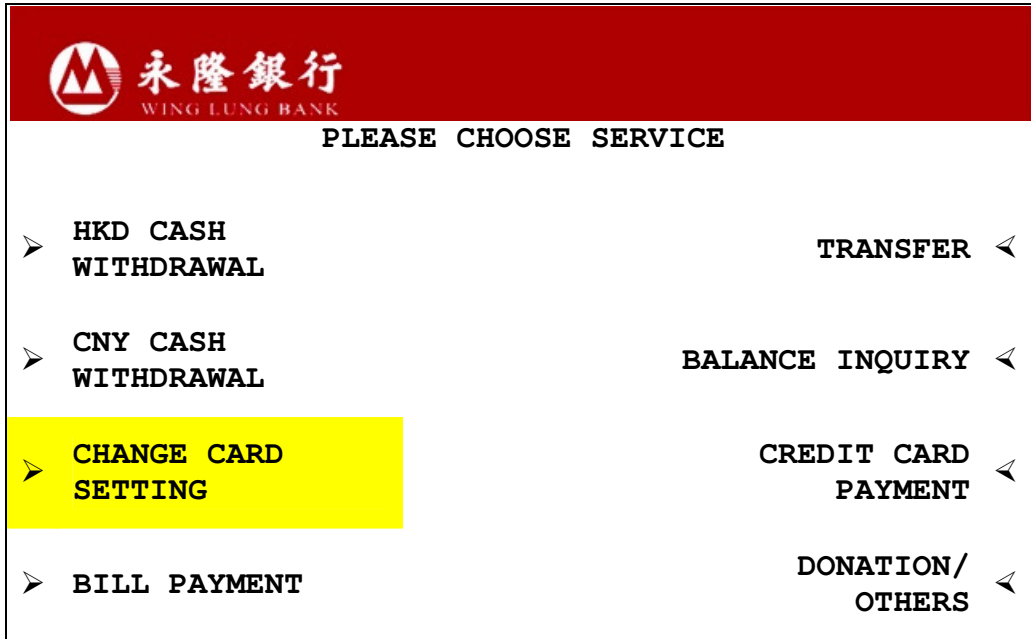 永隆銀行
WING LUNG BANK
PLEASE CHOOSE SERVICE
HKD CASH
WITHDRAWAL
TRANSFER
CNY CASH
WITHDRAWAL
BALANCE INQUIRY
CHANGE CARD
SETTING
CREDIT CARD
PAYMENT
BILL PAYMENT
DONATION/
OTHERS